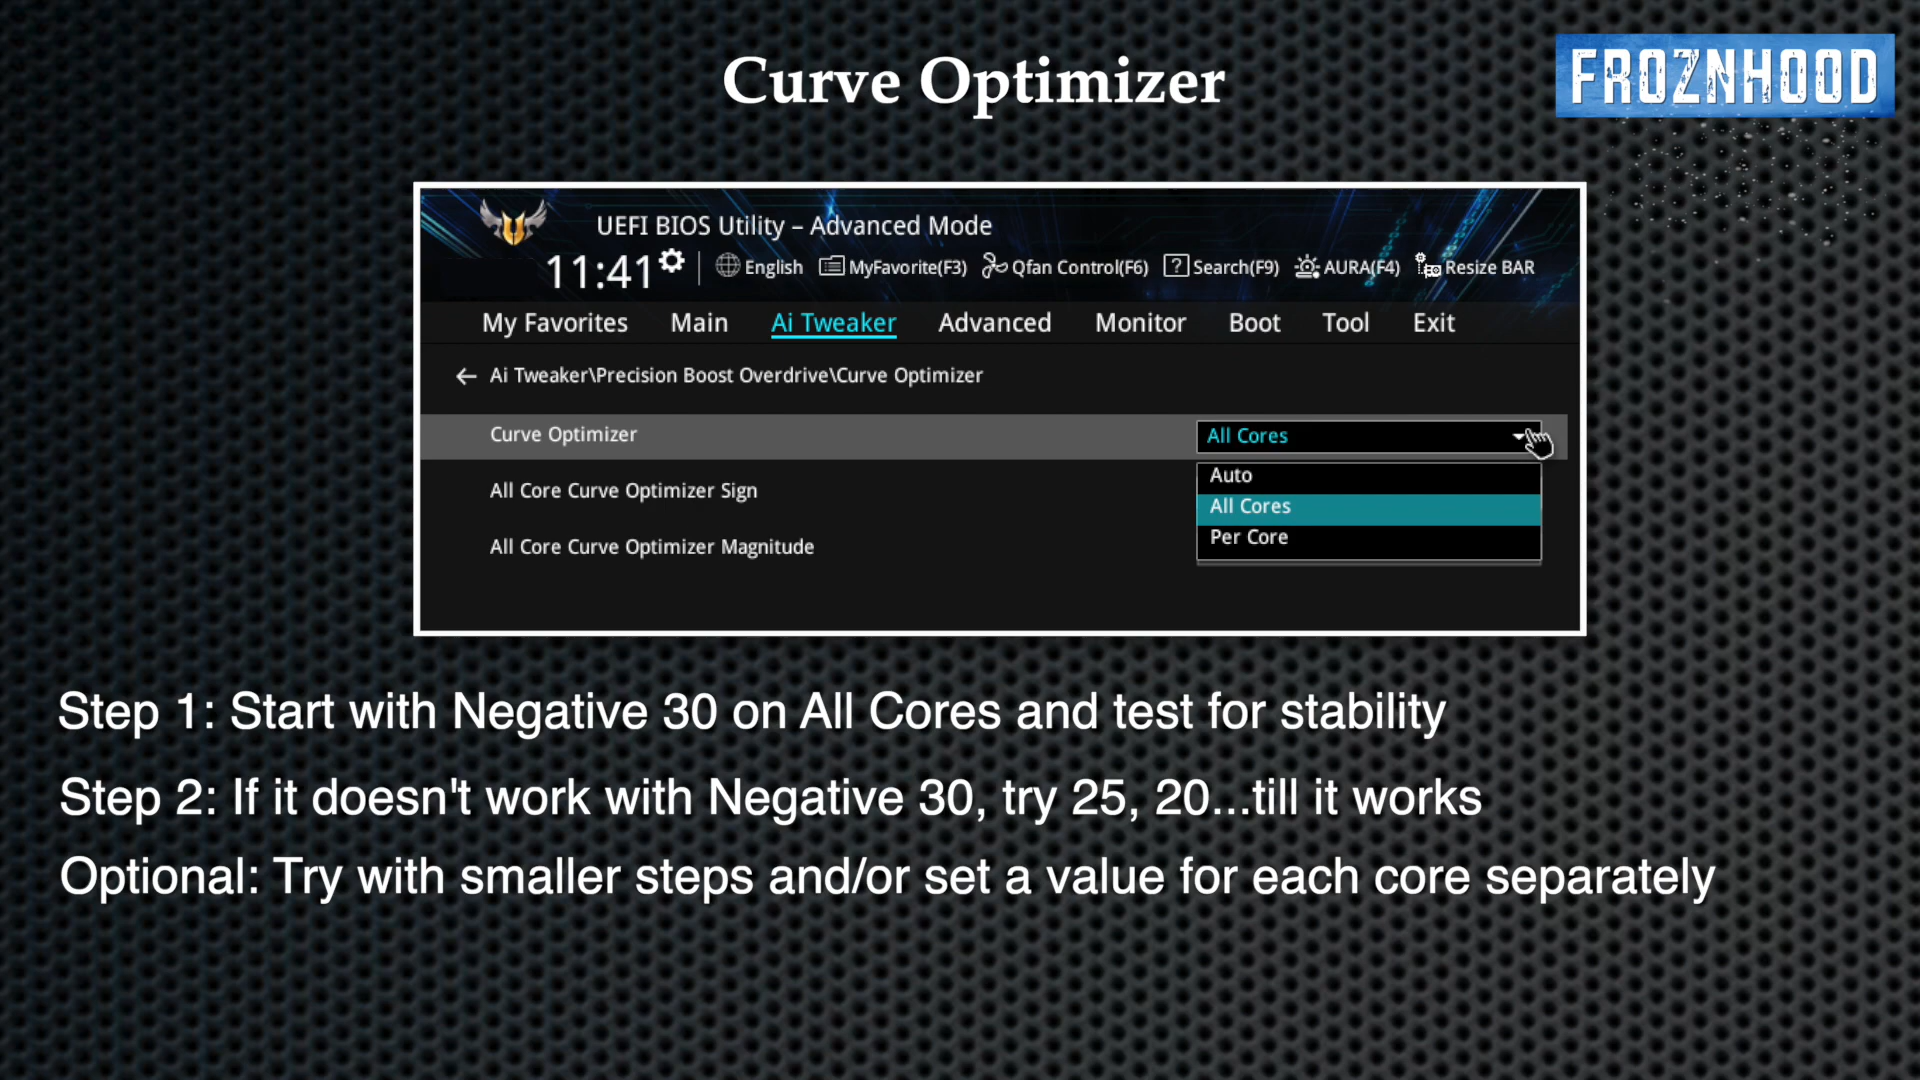 Curve Optimizer
FROZNHOOD
UEFI BIOS Utility – Advanced Mode
11:41
English
MyFavorite(F3)
Qfan Control(F6)
? Search(F9)
AURA(F4)
Resize BAR
My Favorites
Main
Ai Tweaker
Advanced
Monitor
Boot
Tool
Exit
← Ai Tweaker\Precision Boost Overdrive\Curve Optimizer
Curve Optimizer
All Cores
Auto
All Core Curve Optimizer Sign
All Cores
Per Core
All Core Curve Optimizer Magnitude
Step 1: Start with Negative 30 on All Cores and test for stability
Step 2: If it doesn't work with Negative 30, try 25, 20...till it works
Optional: Try with smaller steps and/or set a value for each core separately